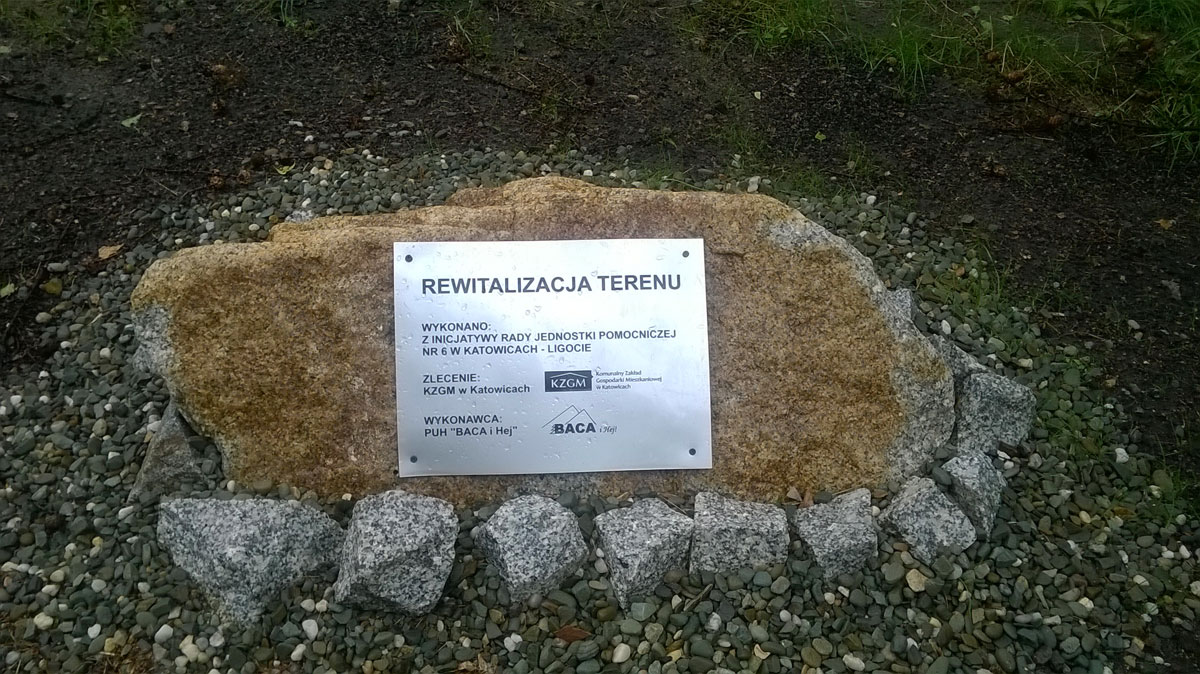 REWITALIZACJA TERENU
WYKONANO:
Z INICJATYWY RADY JEDNOSTKI POMOCNICZEJ
NR 6 W KATOWICACH - LIGOCIE
ZLECENIE:
KZGM w Katowicach
KZGM
Komunalny Zakład
Gospodarki Mieszkaniowej
w Katowicach
WYKONAWCA:
PUH "BACA i Hej"
BACA i Hej!